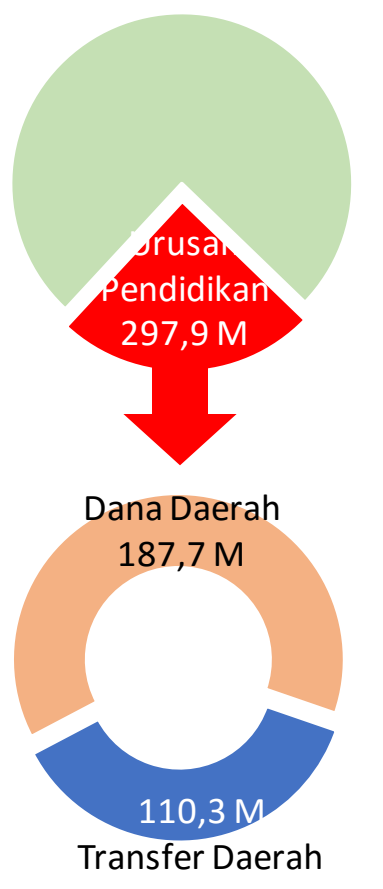 Urusan
Pendidikan
297,9 M
Dana Daerah
187,7 M
110,3 M
Transfer Daerah